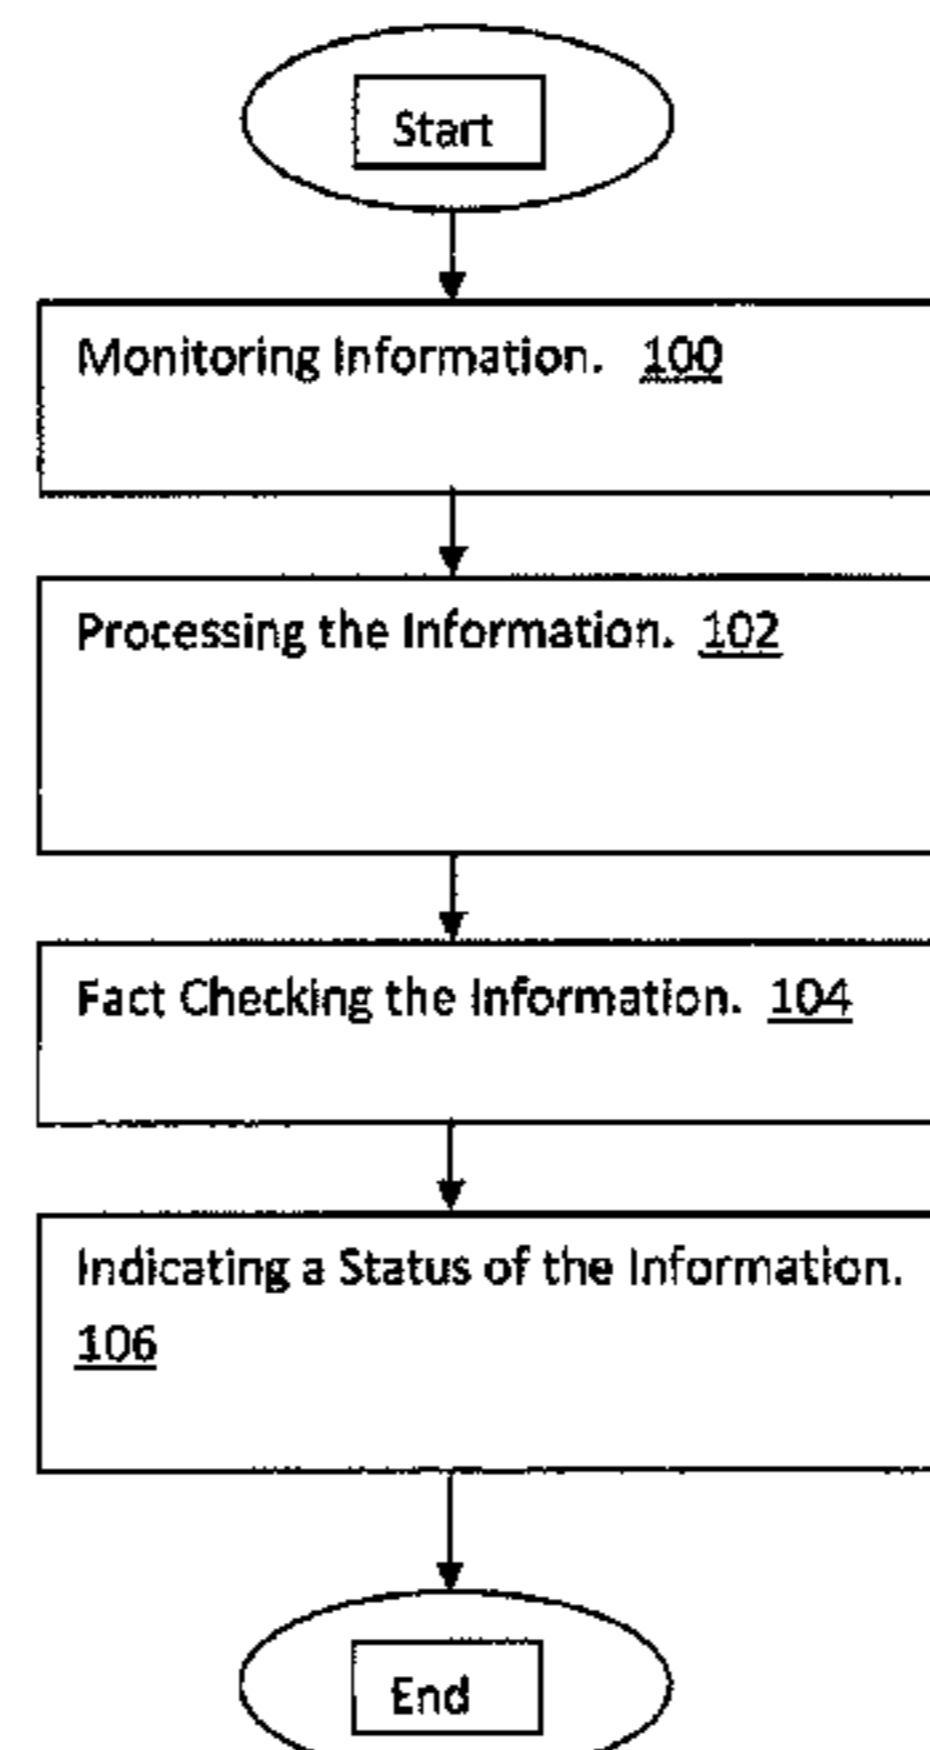 Start
Monitoring Information. 100
Processing the Information. 102
Fact Checking the Information. 104
Indicating a Status of the Information.
106
End